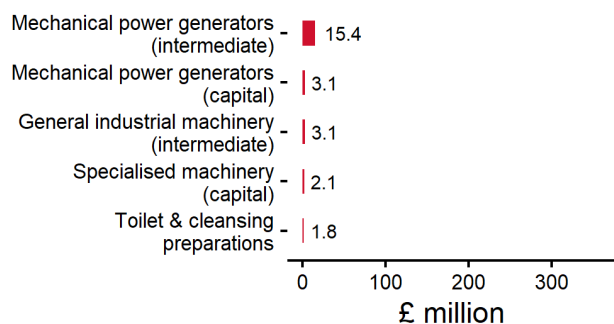 Mechanical power generators
(intermediate)
15.4
Mechanical power generators
(capital)
3.1
General industrial machinery
(intermediate)
3.1
Specialised machinery
(capital)
2.1
Toilet & cleansing
preparations
1.8
0 100 200 300
£ million